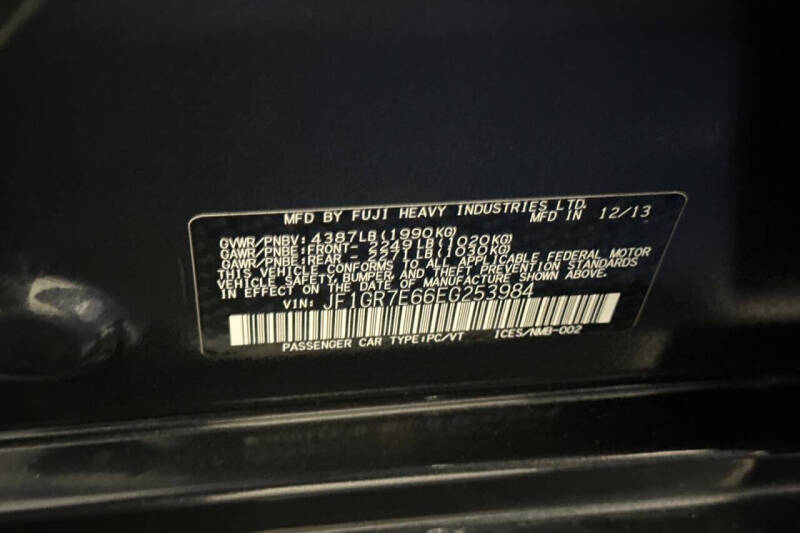 MFD BY FUJI HEAVY INDUSTRIES LTD.
MFD IN 12/13
GVWR/PNBV: 4387LB(1990KG)
GAWR/PNBE:FRONT- 2249LB(1020KG)
GAWR/PNBE:REAR - 2271LB(1030KG)
THIS VEHICLE CONFORMS TO ALL APPLICABLE FEDERAL MOTOR
VEHICLE SAFETY,BUMPER,AND THEFT PREVENTION STANDARDS
IN EFFECT ON THE DATE OF MANUFACTURE SHOWN ABOVE.
VIN: JF1GR7E66EG253984
PASSENGER CAR TYPE:PC/VT ICES/NMB-002